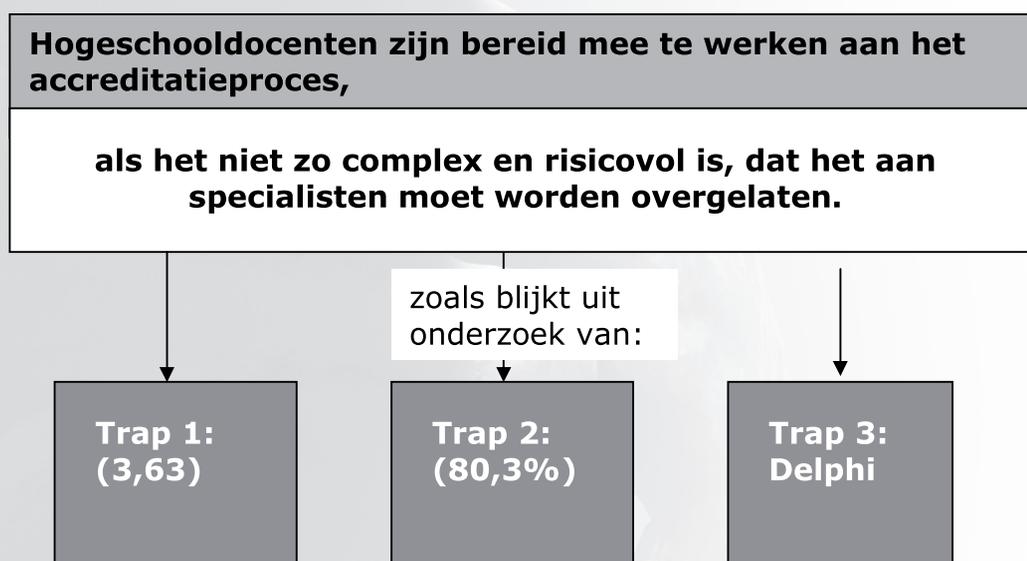 Hogeschooldocenten zijn bereid mee te werken aan het
accreditatieproces,
als het niet zo complex en risicovol is, dat het aan
specialisten moet worden overgelaten.
zoals blijkt uit
onderzoek van:
Trap 1:
(3,63)
Trap 2:
(80,3%)
Trap 3:
Delphi